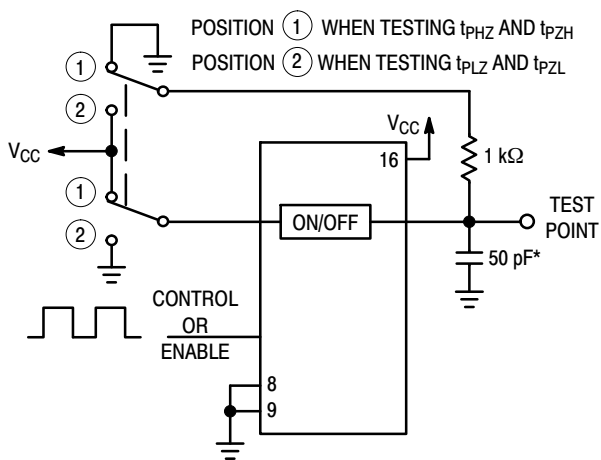 POSITION 1 WHEN TESTING tPHZ AND tPZH
POSITION 2 WHEN TESTING tPLZ AND tPZL
1
2
VCC
1
2
VCC
16
1 kΩ
ON/OFF
TEST
POINT
50 pF*
CONTROL
OR
ENABLE
8
9